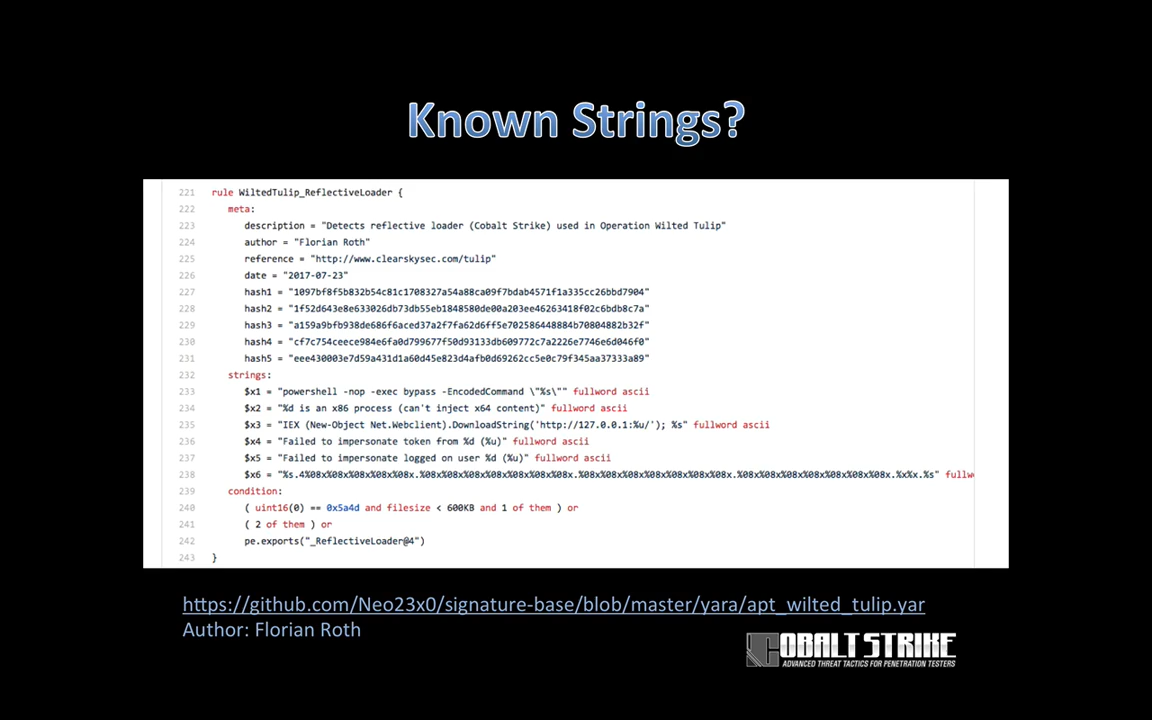 Known Strings?
221 rule WiltedTulip_ReflectiveLoader {
222 meta:
223 description = "Detects reflective loader (Cobalt Strike) used in Operation Wilted Tulip"
224 author = "Florian Roth"
225 reference = "http://www.clearskysec.com/tulip"
226 date = "2017-07-23"
227 hash1 = "1097bf8f5b832b54c81c1708327a54a88ca09f7bdab4571f1a335cc26bbd7904"
228 hash2 = "1f52d643e8e633026db73db55eb1848580de00a203ee46263418f02c6bdb8c7a"
229 hash3 = "a159a9bfb938de686f6aced37a2f7fa62d6ff5e702586448884b70804882b32f"
230 hash4 = "cf7c754ceece984e6fa0d799677f50d93133db609772c7a2226e7746e6d046f0"
231 hash5 = "eee430003e7d59a431d1a60d45e823d4afb0d69262cc5e0c79f345aa37333a89"
232 strings:
233 $x1 = "powershell -nop -exec bypass -EncodedCommand \"%s\"" fullword ascii
234 $x2 = "%d is an x86 process (can't inject x64 content)" fullword ascii
235 $x3 = "IEX (New-Object Net.Webclient).DownloadString('http://127.0.0.1:%u/'); %s" fullword ascii
236 $x4 = "Failed to impersonate token from %d (%u)" fullword ascii
237 $x5 = "Failed to impersonate logged on user %d (%u)" fullword ascii
238 $x6 = "%s.4%08x%08x%08x%08x%08x.%08x%08x%08x%08x%08x%08x%08x.%08x%08x%08x%08x%08x%08x%08x.%08x%08x%08x%08x%08x%08x%08x.%x%x.%s" fullw
239 condition:
240 ( uint16(0) == 0x5a4d and filesize < 600KB and 1 of them ) or
241 ( 2 of them ) or
242 pe.exports("_ReflectiveLoader@4")
243 }
https://github.com/Neo23x0/signature-base/blob/master/yara/apt_wilted_tulip.yar
Author: Florian Roth
COBALT STRIKE
ADVANCED THREAT TACTICS FOR PENETRATION TESTERS